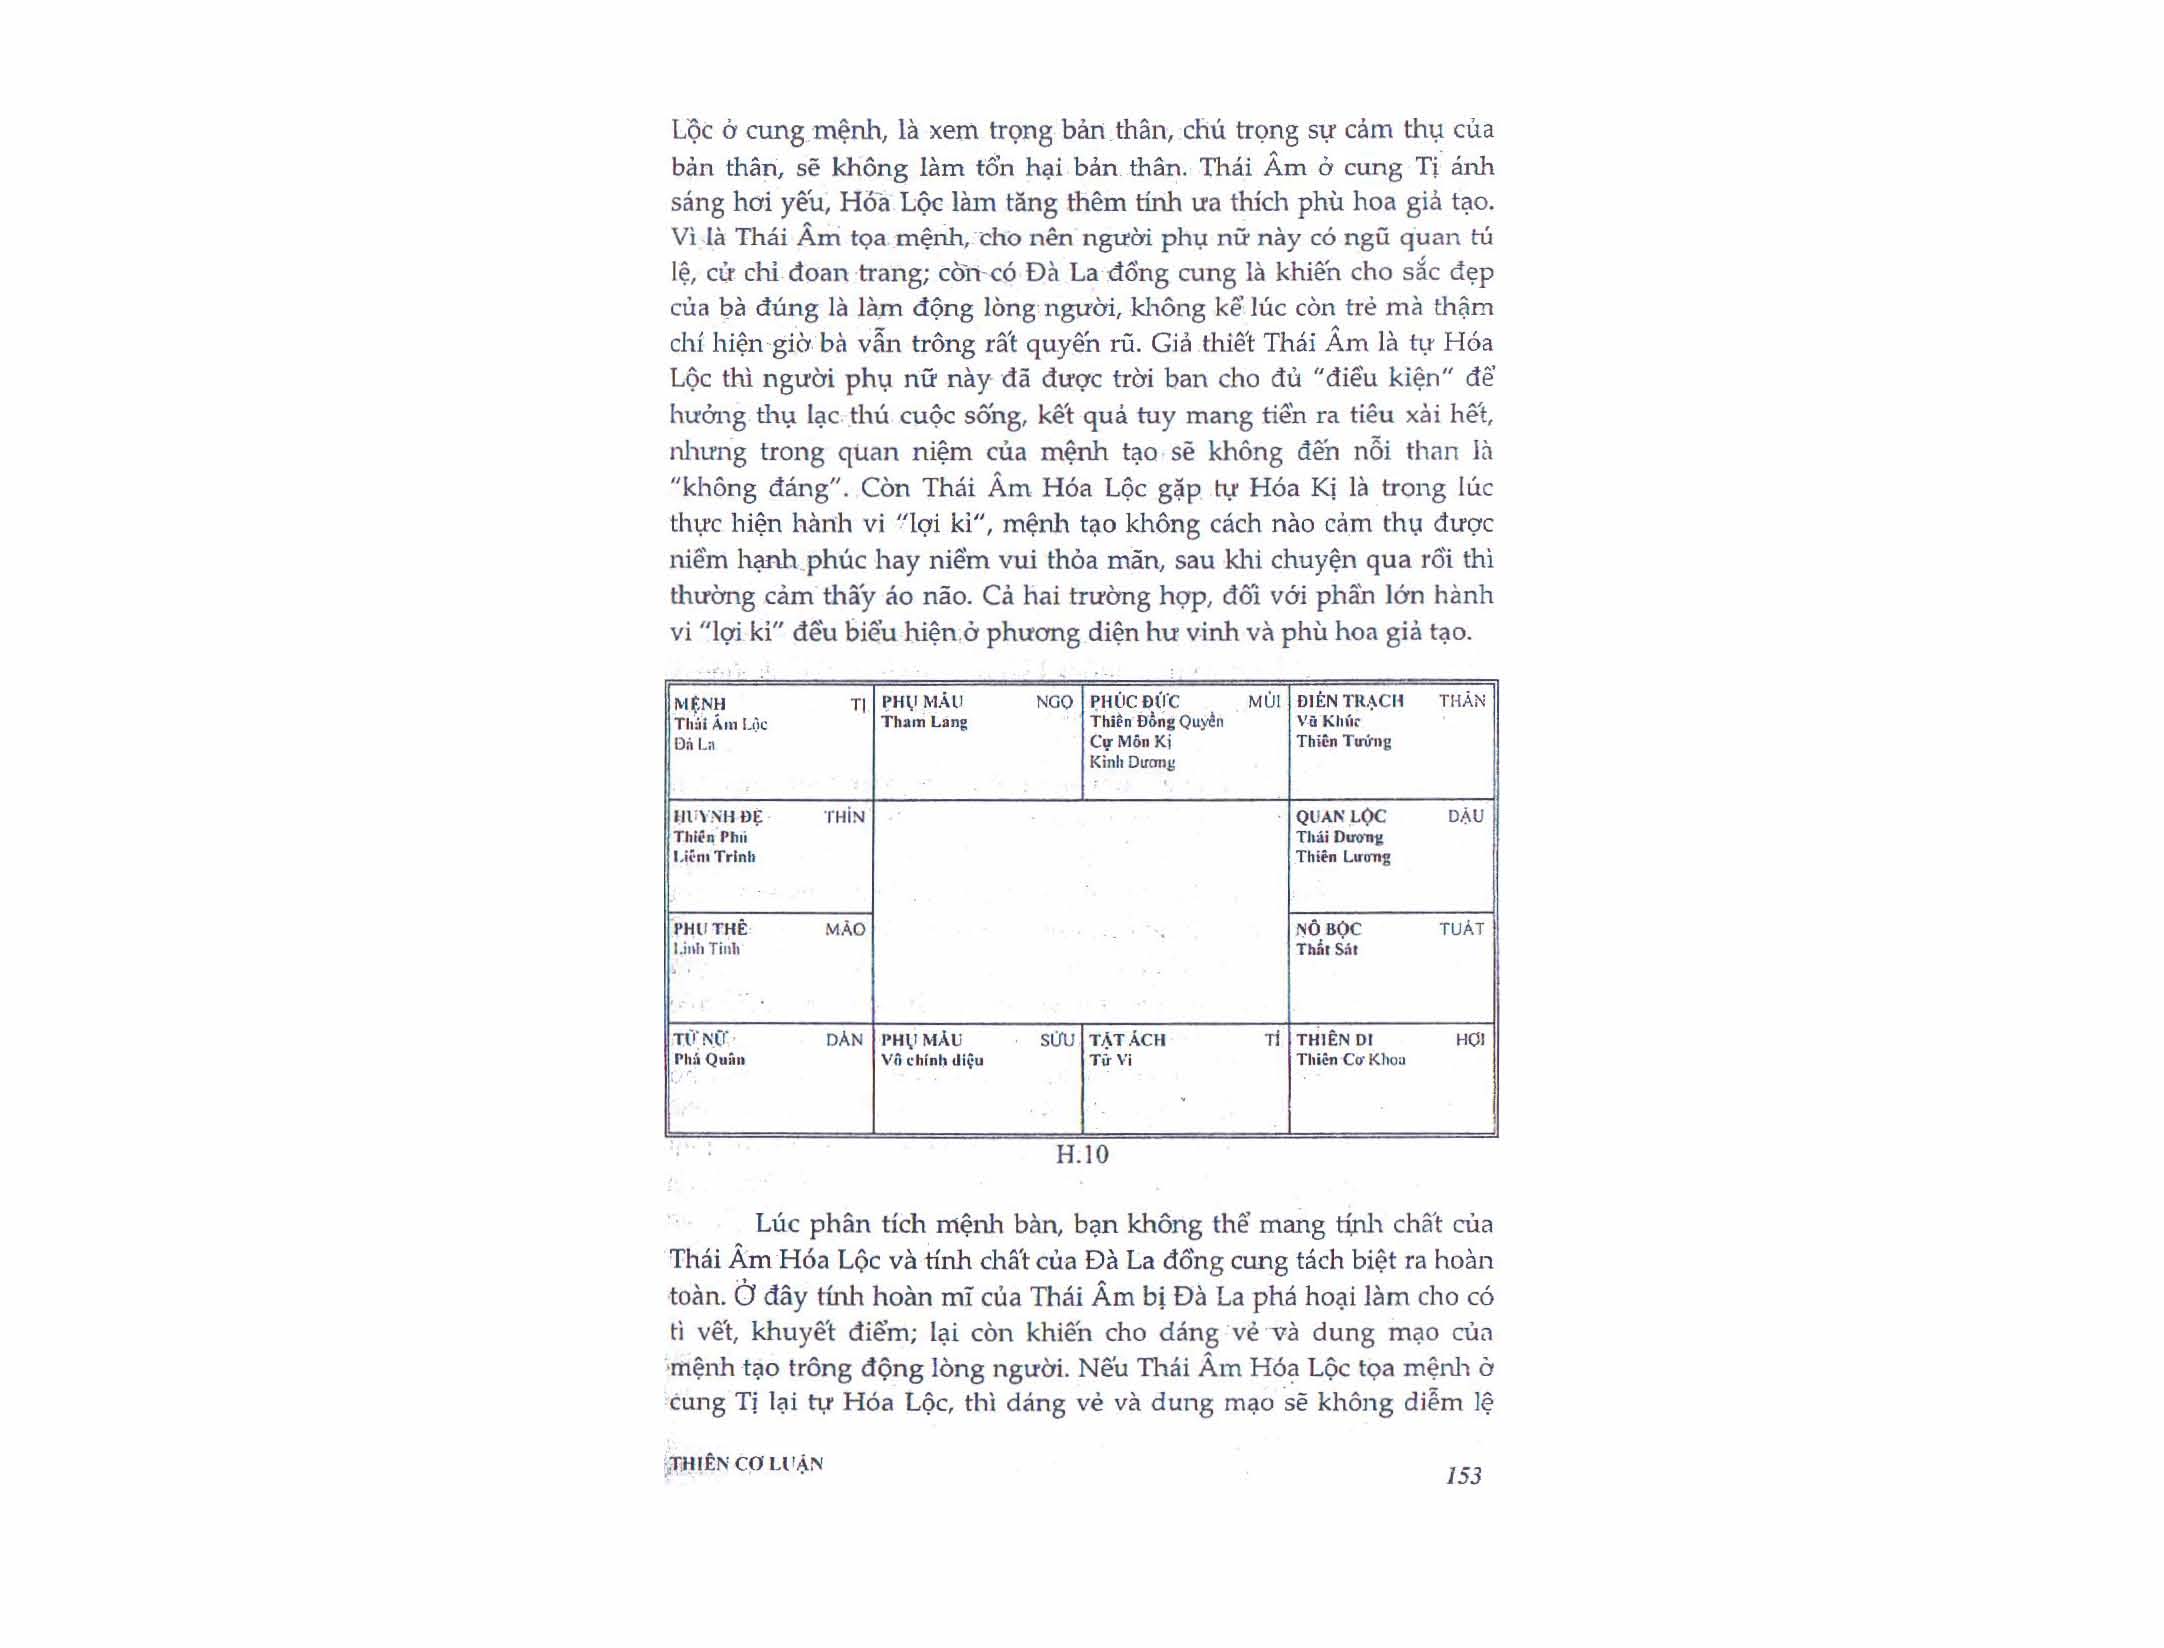 Lộc ở cung mệnh, là xem trọng bản thân, chú trọng sự cảm thụ của
bản thân, sẽ không làm tổn hại bản thân. Thái Âm ở cung Tị ánh
sáng hơi yếu, Hóa Lộc làm tăng thêm tính ưa thích phù hoa giả tạo.
Vì là Thái Âm tọa mệnh, cho nên người phụ nữ này có ngũ quan tú
lệ, cử chỉ đoan trang; còn có Đà La đồng cung là khiến cho sắc đẹp
của bà đúng là làm động lòng người, không kể lúc còn trẻ mà thậm
chí hiện giờ bà vẫn trông rất quyến rũ. Giả thiết Thái Âm là tự Hóa
Lộc thì người phụ nữ này đã được trời ban cho đủ "điều kiện" để
hưởng thụ lạc thú cuộc sống, kết quả tuy mang tiền ra tiêu xài hết,
nhưng trong quan niệm của mệnh tạo sẽ không đến nỗi than là
"không đáng". Còn Thái Âm Hóa Lộc gặp tự Hóa Kị là trong lúc
thực hiện hành vi "lợi kỉ", mệnh tạo không cách nào cảm thụ được
niềm hạnh phúc hay niềm vui thỏa mãn, sau khi chuyện qua rồi thì
thường cảm thấy áo não. Cả hai trường hợp, đối với phần lớn hành
vi "lợi kỉ" đều biểu hiện ở phương diện hư vinh và phù hoa giả tạo.
MỆNH TỊ
Thái Âm Lộc
Đà La
PHỤ MẪU NGỌ
Tham Lang
PHÚC ĐỨC MÙI
Thiên Đồng Quyền
Cự Môn Kị
Kình Dương
ĐIỀN TRẠCH THÂN
Vũ Khúc
Thiên Tướng
HUYNH ĐỆ THÌN
Thiên Phủ
Liêm Trinh
QUAN LỘC DẬU
Thái Dương
Thiên Lương
PHU THÊ MÃO
Linh Tinh
NÔ BỘC TUẤT
Thất Sát
TỬ NỮ DẦN
Phá Quân
PHỤ MẪU SỬU
Vô chính diệu
TẬT ÁCH TÍ
Tử Vi
THIÊN DI HỢI
Thiên Cơ Khoa
H.10
Lúc phân tích mệnh bàn, bạn không thể mang tính chất của
Thái Âm Hóa Lộc và tính chất của Đà La đồng cung tách biệt ra hoàn
toàn. Ở đây tính hoàn mĩ của Thái Âm bị Đà La phá hoại làm cho có
tì vết, khuyết điểm; lại còn khiến cho dáng vẻ và dung mạo của
mệnh tạo trông động lòng người. Nếu Thái Âm Hóa Lộc tọa mệnh ở
cung Tị lại tự Hóa Lộc, thì dáng vẻ và dung mạo sẽ không diễm lệ
THIÊN CƠ LUẬN
153